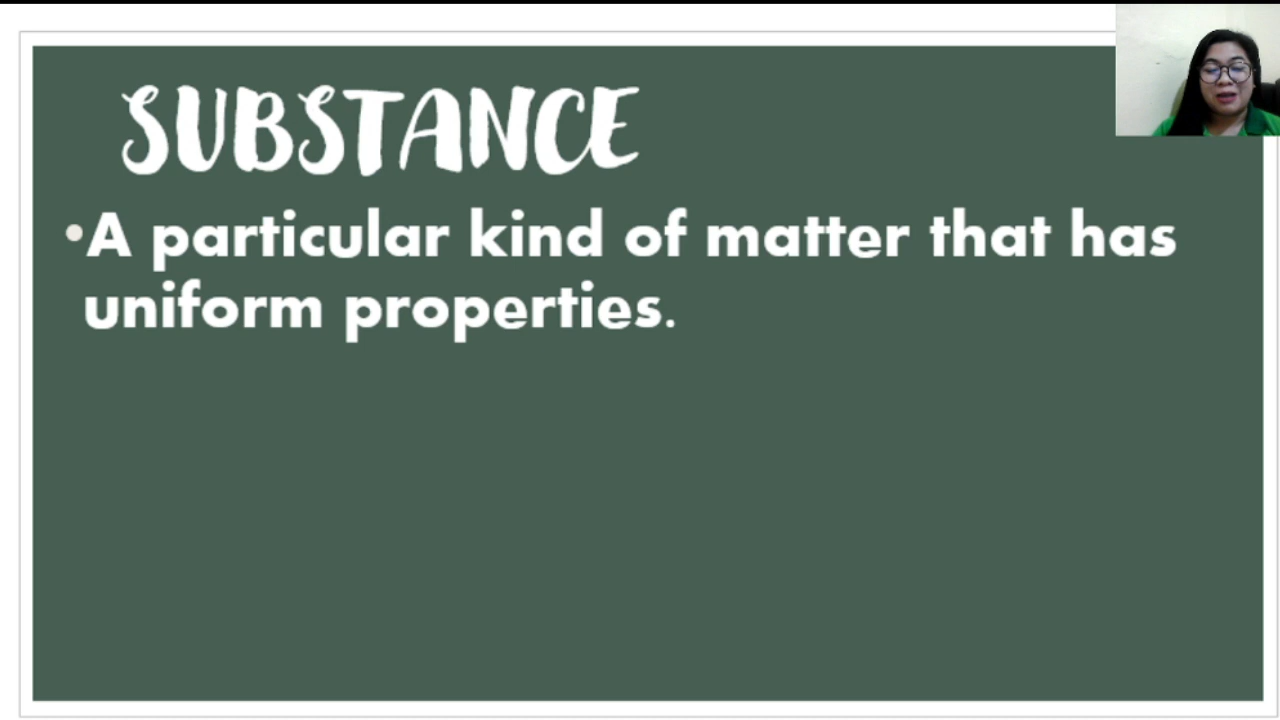 SUBSTANCE
•A particular kind of matter that has
uniform properties.